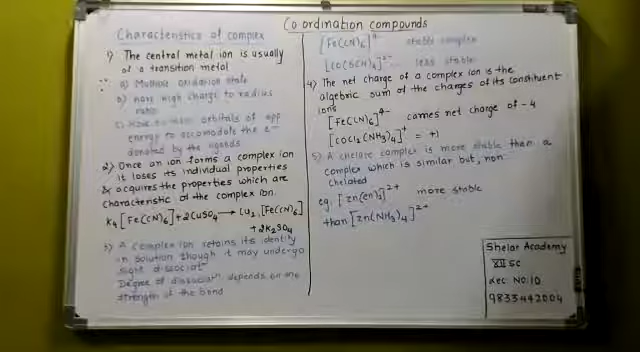 Co ordination compounds
Characteristics of complex
1) The central metal ion is usually
of a transition metal
∵ a) Multiple oxidation state
b) have high charge to radius
ratio
c) Have orbitals of app
energy to accomodate the e-
donated by the ligands
2) Once an ion forms a complex ion
it loses its individual properties
& acquires the properties which are
characteristic of the complex ion.
K4[Fe(CN)6]+2CuSO4→Cu2[Fe(CN)6]
+2K2SO4
3) A complex ion retains its identity
in solution though it may undergo
slight dissociatn
Degree of dissociatn depends on the
strength of the bond
[Fe(CN)6]4- stable complex
less stable
4) The net charge of a complex ion is the
algebric sum of the charges of its constituent
ions
[Fe(CN)6]4- carries net charge of -4
[COCl2(NH3)4]+ = +1
5) A chelate complex is more stable than a
complex which is similar but, non
chelated
eg. [Zn(en)2]2+ more stable
than [Zn(NH3)4]2+
Shelar Academy
XII SC
Lec NO:10
9833442004